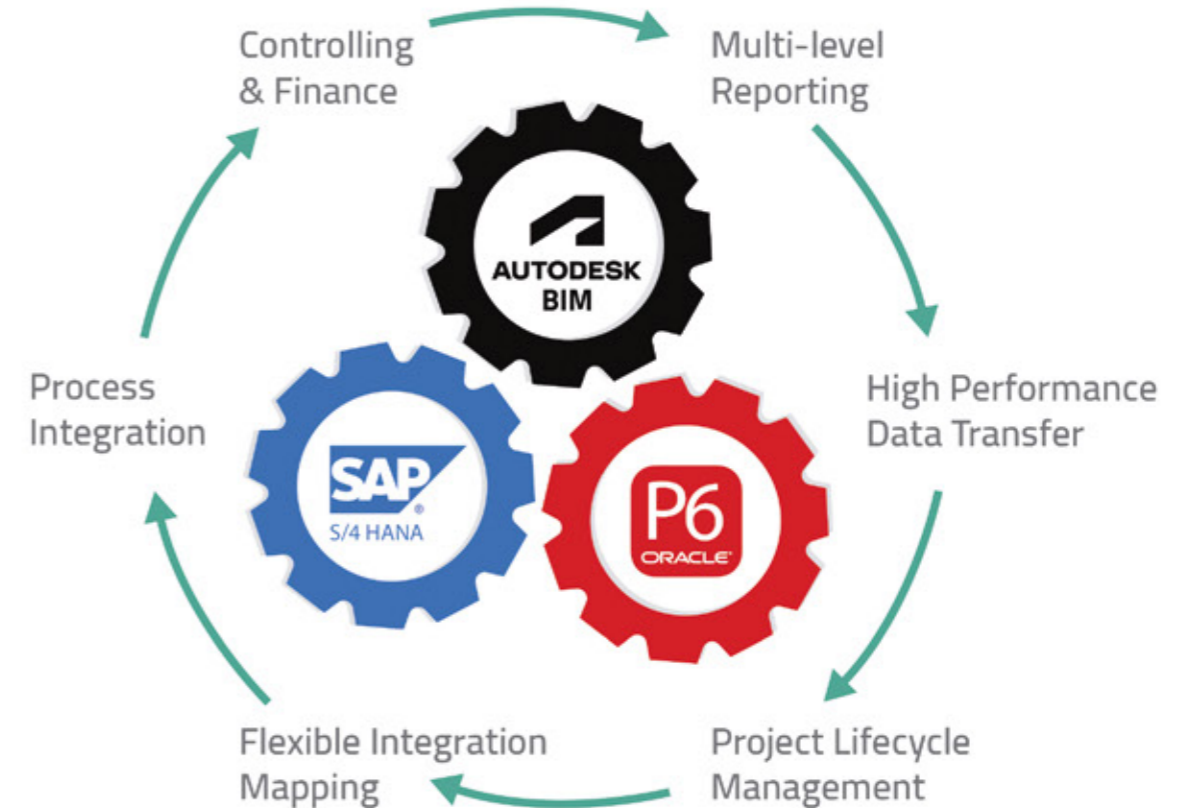 Controlling
& Finance
Multi-level
Reporting
AUTODESK
BIM
Process
Integration
High Performance
Data Transfer
SAP®
S/4 HANA
P6
ORACLE®
Flexible Integration
Mapping
Project Lifecycle
Management